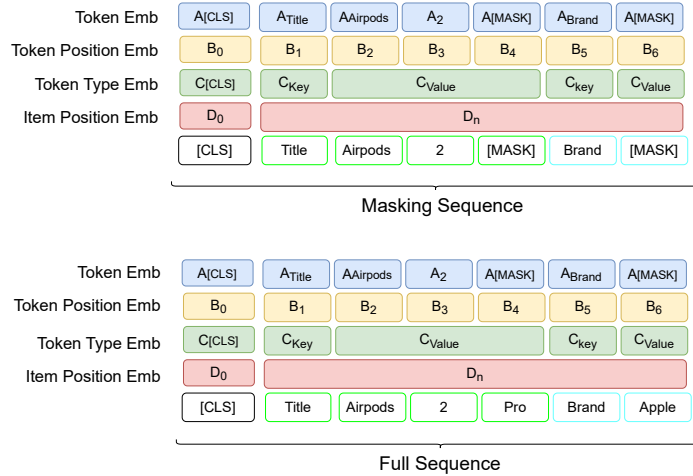 Token Emb A[CLS] ATitle AAirpods A2 A[MASK] ABrand A[MASK]
Token Position Emb B0 B1 B2 B3 B4 B5 B6
Token Type Emb C[CLS] CKey CValue Ckey CValue
Item Position Emb D0 Dn
[CLS] Title Airpods 2 [MASK] Brand [MASK]
Masking Sequence
Token Emb A[CLS] ATitle AAirpods A2 A[MASK] ABrand A[MASK]
Token Position Emb B0 B1 B2 B3 B4 B5 B6
Token Type Emb C[CLS] CKey CValue Ckey CValue
Item Position Emb D0 Dn
[CLS] Title Airpods 2 Pro Brand Apple
Full Sequence